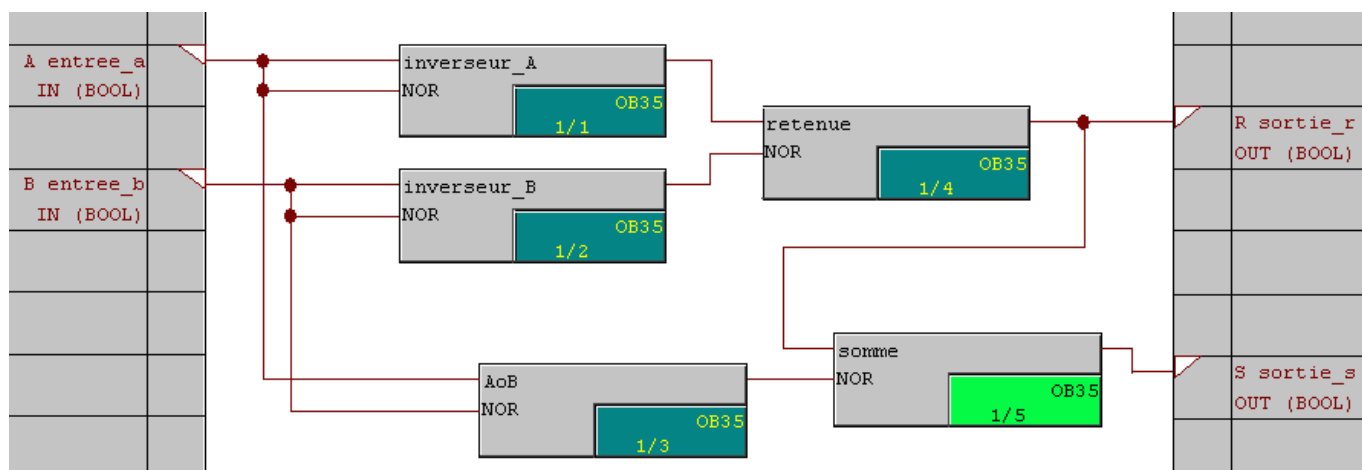 A entree_a
IN (BOOL)
B entree_b
IN (BOOL)
inverseur_A
NOR
OB35
1/1
inverseur_B
NOR
OB35
1/2
AoB
NOR
OB35
1/3
retenue
NOR
OB35
1/4
somme
NOR
OB35
1/5
R sortie_r
OUT (BOOL)
S sortie_s
OUT (BOOL)